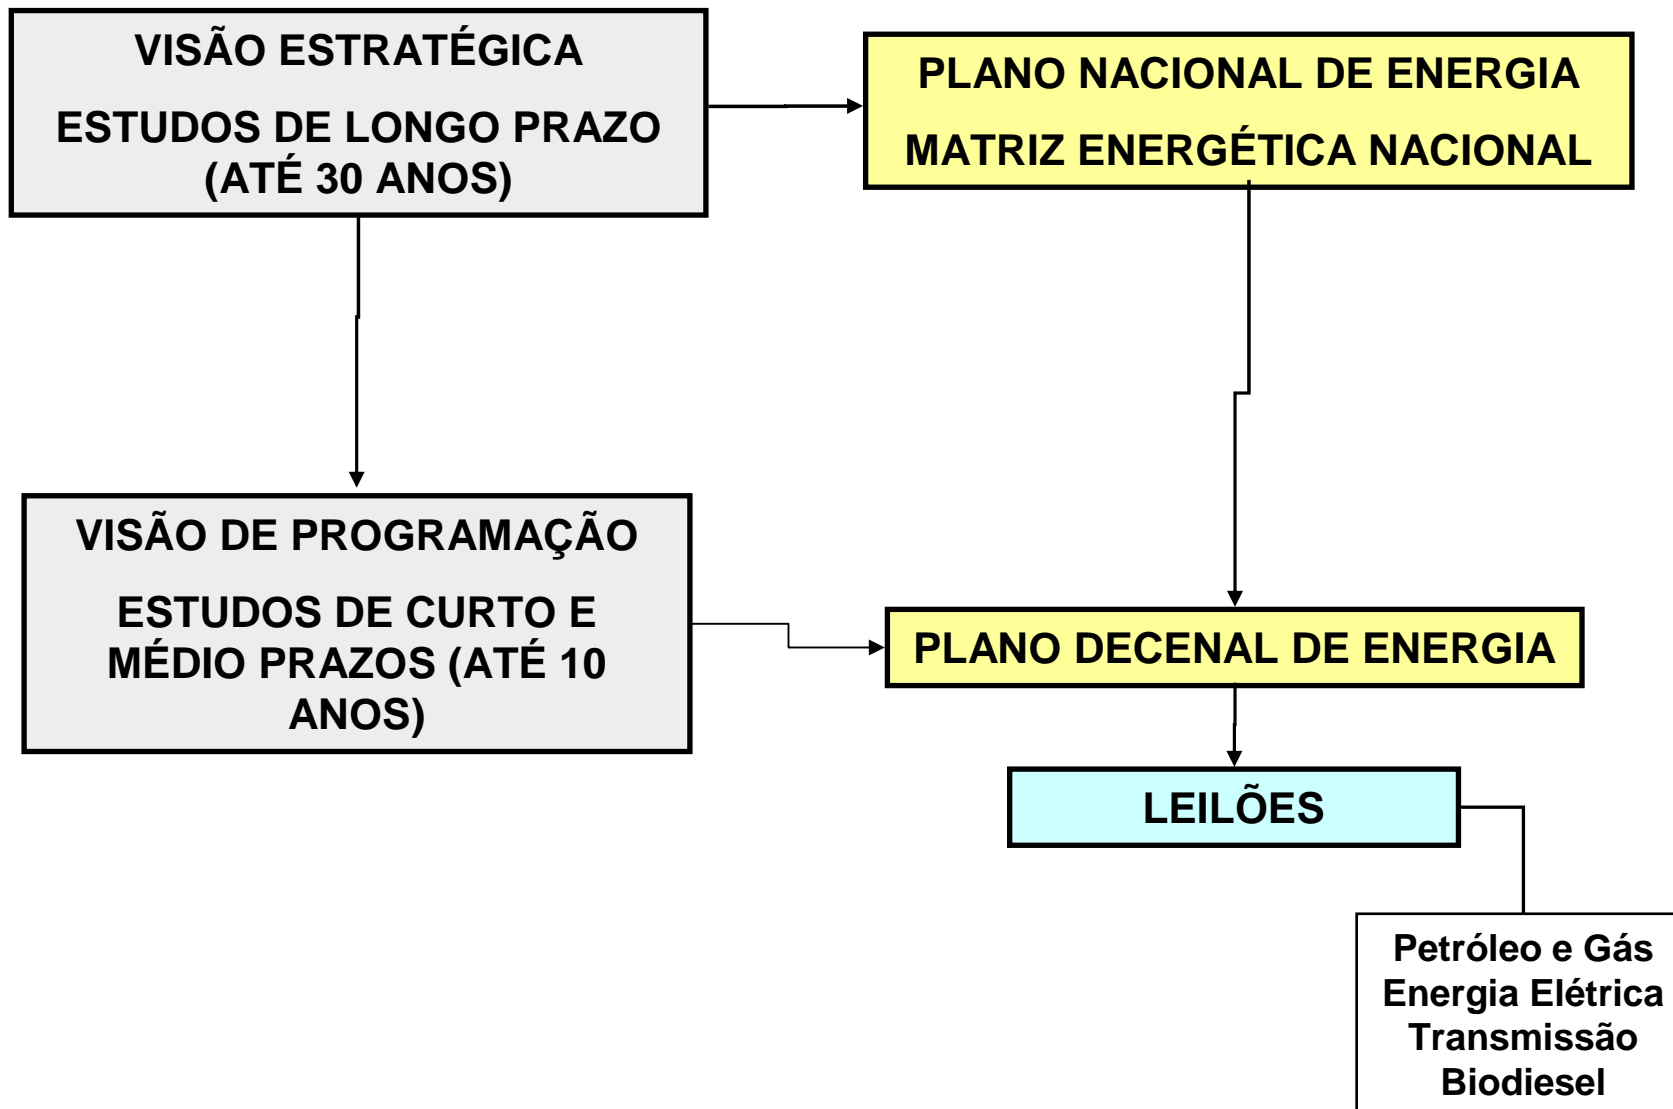 VISÃO ESTRATÉGICA
ESTUDOS DE LONGO PRAZO
(ATÉ 30 ANOS)
PLANO NACIONAL DE ENERGIA
MATRIZ ENERGÉTICA NACIONAL
VISÃO DE PROGRAMAÇÃO
ESTUDOS DE CURTO E
MÉDIO PRAZOS (ATÉ 10
ANOS)
PLANO DECENAL DE ENERGIA
LEILÕES
Petróleo e Gás
Energia Elétrica
Transmissão
Biodiesel